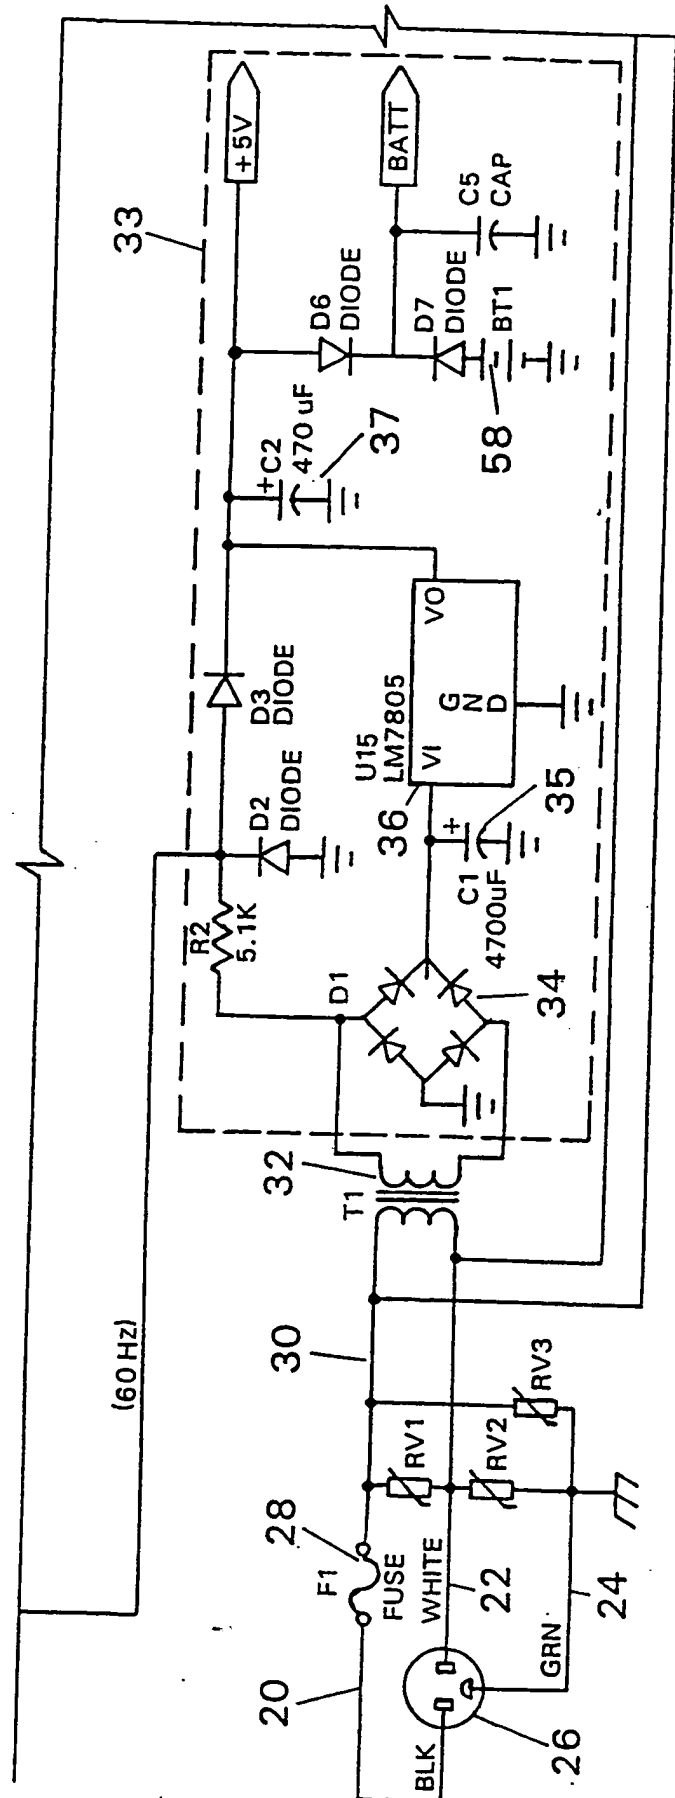 33
+5V
BATT
D6
DIODE
C5
CAP
D7
DIODE
BT1
58
+C2
470 uF
37
D3
DIODE
VO
U15
LM7805
GND
VI
36
D2
DIODE
+
35
C1
4700uF
R2
5.1K
D1
34
32
T1
(60 Hz)
30
RV3
RV1
RV2
28
F1
FUSE
WHITE
22
24
GRN
20
26
BLK